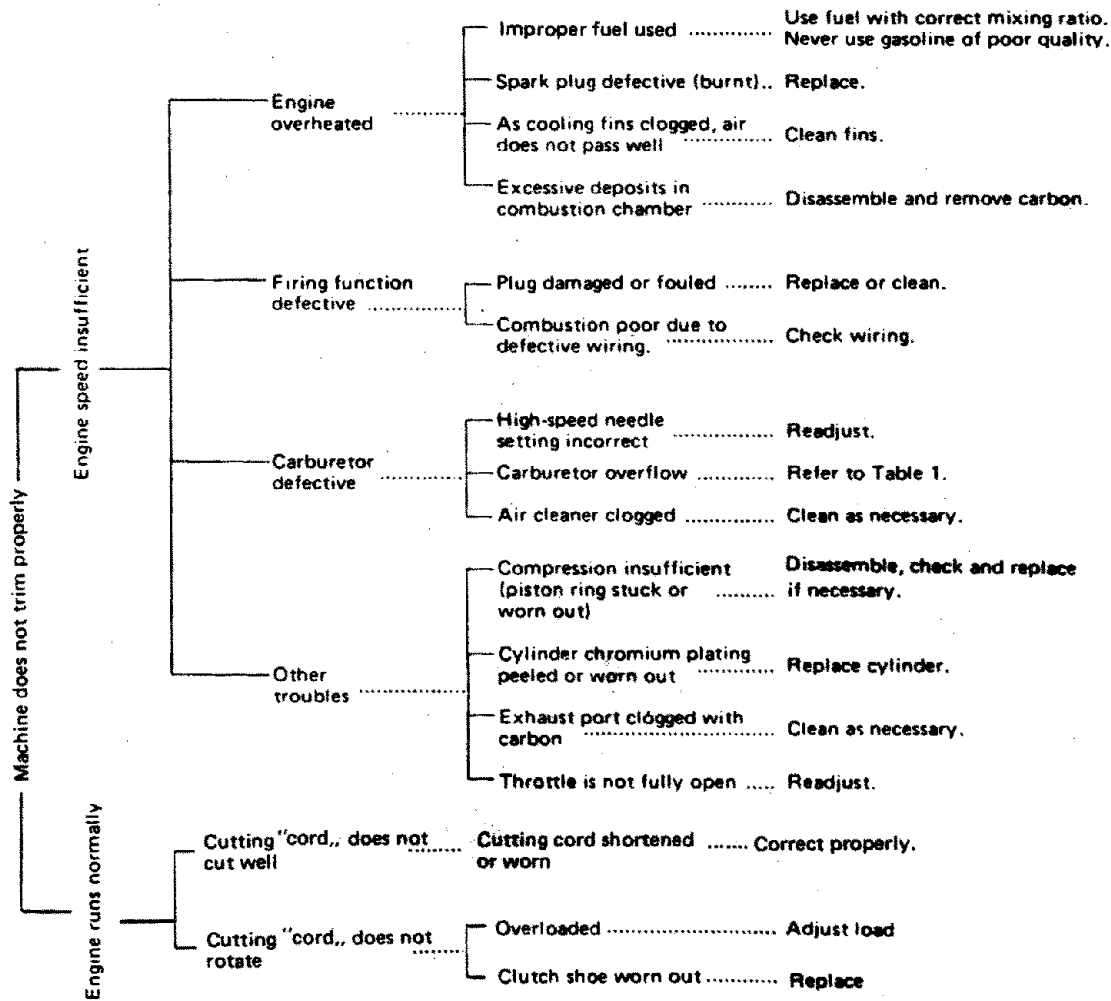 Machine does not trim properly
Engine speed insufficient
Engine
overheated
Improper fuel used ............ Use fuel with correct mixing ratio.
Never use gasoline of poor quality.
Spark plug defective (burnt).. Replace.
As cooling fins clogged, air
does not pass well ............ Clean fins.
Excessive deposits in
combustion chamber ......... Disassemble and remove carbon.
Firing function
defective
Plug damaged or fouled ........ Replace or clean.
Combustion poor due to
defective wiring. ................ Check wiring.
Carburetor
defective
High-speed needle
setting incorrect ............... Readjust.
Carburetor overflow ........... Refer to Table 1.
Air cleaner clogged .............. Clean as necessary.
Other
troubles
Compression insufficient
(piston ring stuck or
worn out) .......... Disassemble, check and replace
if necessary.
Cylinder chromium plating
peeled or worn out ............. Replace cylinder.
Exhaust port clogged with
carbon ........................ Clean as necessary.
Throttle is not fully open ..... Readjust.
Engine runs normally
Cutting "cord,, does not
cut well
Cutting cord shortened
or worn ....... Correct properly.
Cutting "cord,, does not
rotate
Overloaded ........................ Adjust load
Clutch shoe worn out ............ Replace